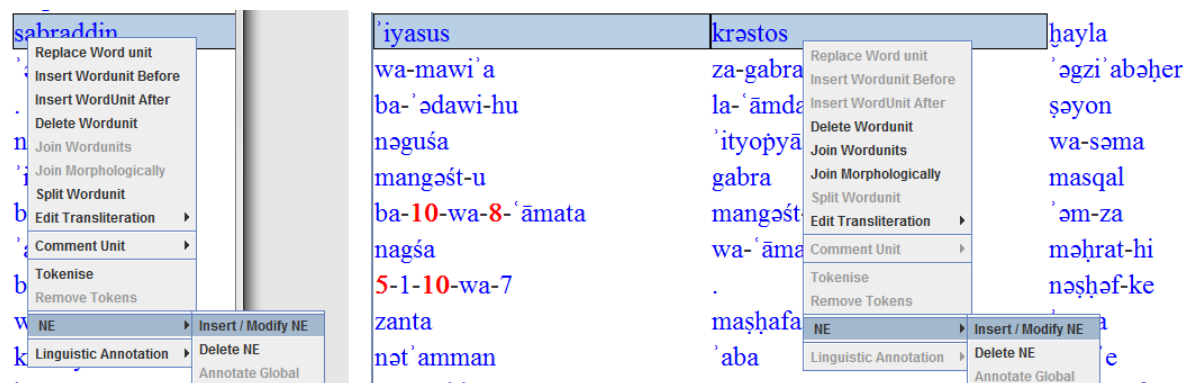 sabraddin
Replace Word unit
Insert Wordunit Before
Insert WordUnit After
Delete Wordunit
Join Wordunits
Join Morphologically
Split Wordunit
Edit Transliteration
Comment Unit
Tokenise
Remove Tokens
NE
Insert / Modify NE
Linguistic Annotation
Delete NE
Annotate Global
ʾiyasus krəstos ḫayla
wa-mawiʾa za-gabra ʾəgziʾabəḥer
ba-ʾədawi-hu la-ʿāmda ṣəyon
nəguśa ʾityoṗyā wa-səma
mangəśt-u gabra masqal
ba-10-wa-8-ʿāmata mangəśt- ʾəm-za
nagśa wa-ʿāma məhrat-hi
5-1-10-wa-7 . nəṣḥəf-ke
zanta maṣḥafa
nətʾamman ʾaba
Replace Word unit
Insert Wordunit Before
Insert WordUnit After
Delete Wordunit
Join Wordunits
Join Morphologically
Split Wordunit
Edit Transliteration
Comment Unit
Tokenise
Remove Tokens
NE
Insert / Modify NE
Linguistic Annotation
Delete NE
Annotate Global